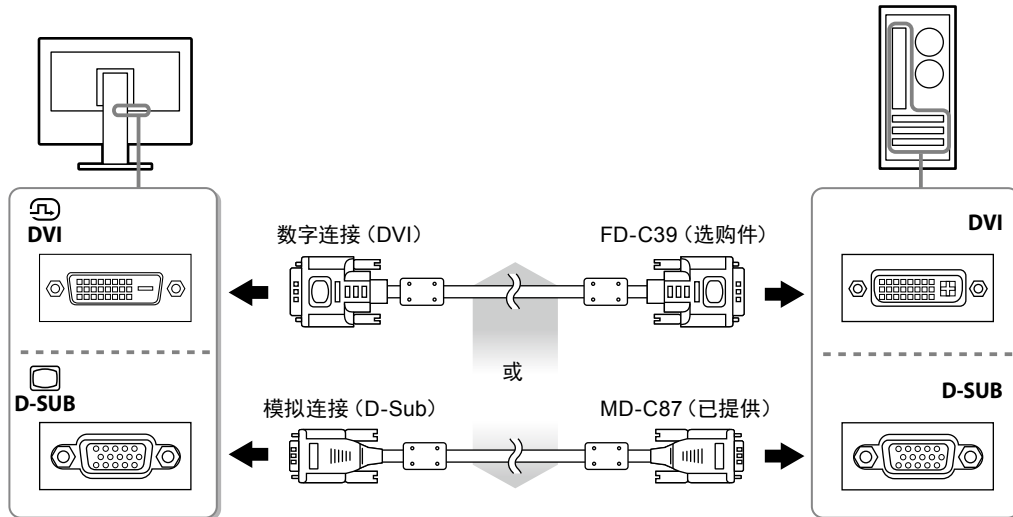 DVI
数字连接（DVI）
FD-C39（选购件）
DVI
或
D-SUB
模拟连接（D-Sub）
MD-C87（已提供）
D-SUB